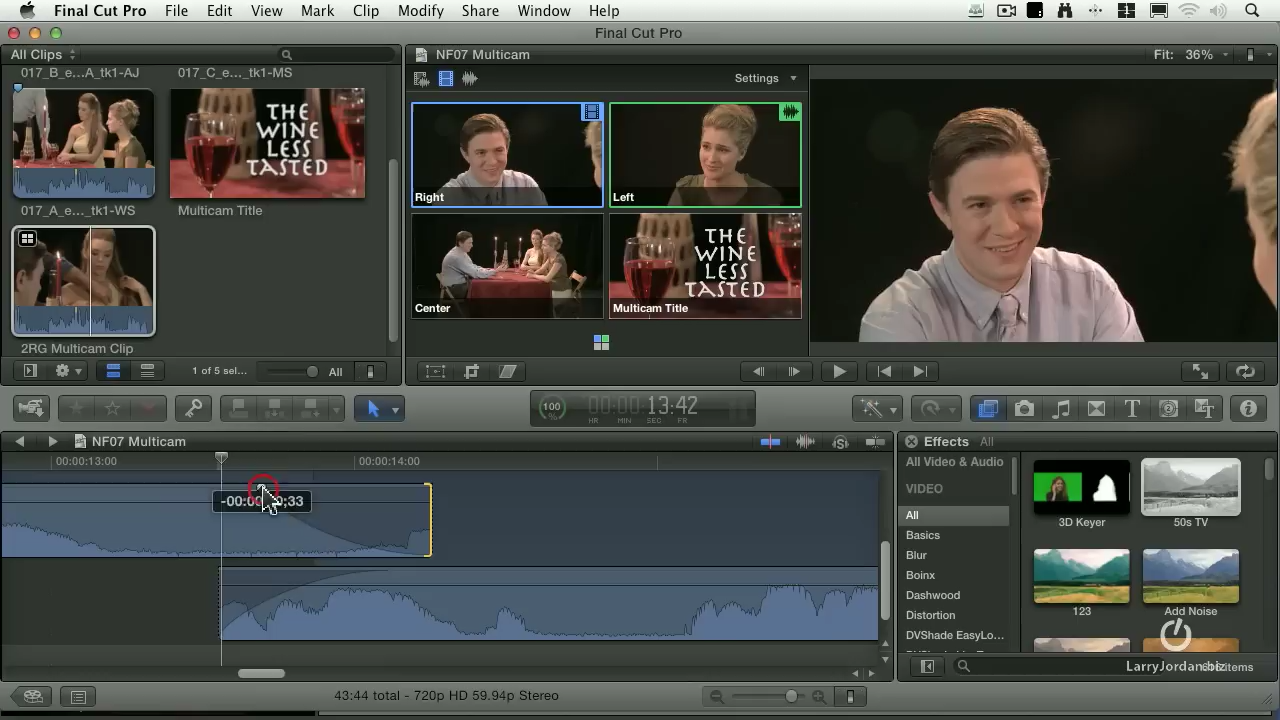 Final Cut Pro File Edit View Mark Clip Modify Share Window Help
Final Cut Pro
All Clips
NF07 Multicam
Fit: 36%
017_B_e...A_tk1-AJ
017_C_e..._tk1-MS
Settings
THE
WINE
LESS
TASTED
017_A_e..._tk1-WS
Multicam Title
2RG Multicam Clip
Right
Left
Center
THE
WINE
LESS
TASTED
Multicam Title
1 of 5 sel...
All
100
%
00:00:13:42
HR MIN SEC FR
NF07 Multicam
Effects All
00:00:13:00
00:00:14:00
All Video & Audio
VIDEO
All
Basics
Blur
Boinx
Dashwood
Distortion
DVShade EasyLo...
3D Keyer
50s TV
123
Add Noise
LarryJordan.biz
items
43:44 total - 720p HD 59.94p Stereo